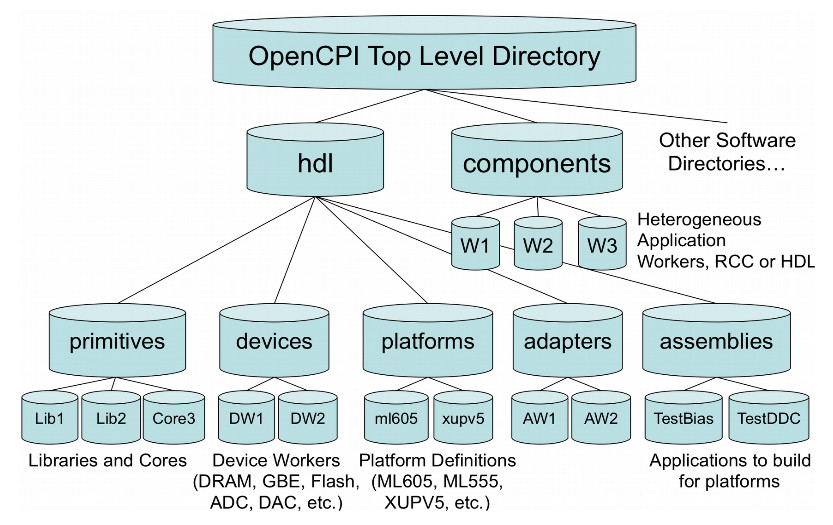 OpenCPI Top Level Directory
hdl
components
Other Software
Directories…
W1
W2
W3
Heterogeneous
Application
Workers, RCC or HDL
primitives
devices
platforms
adapters
assemblies
Lib1
Lib2
Core3
DW1
DW2
ml605
xupv5
AW1
AW2
TestBias
TestDDC
Libraries and Cores
Device Workers
(DRAM, GBE, Flash,
ADC, DAC, etc.)
Platform Definitions
(ML605, ML555,
XUPV5, etc.)
Applications to build
for platforms